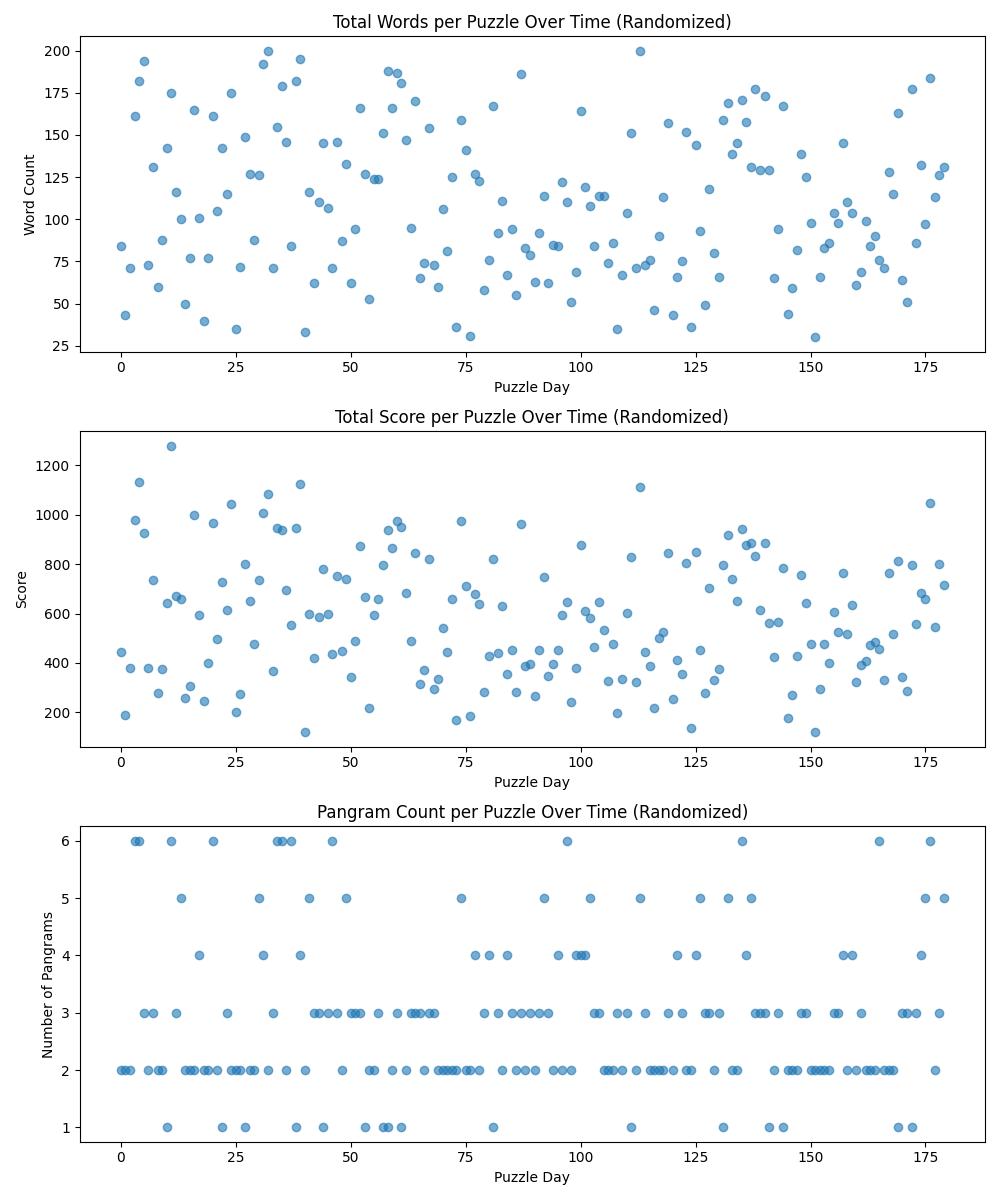 Total Words per Puzzle Over Time (Randomized)
200
175
150
125
100
75
50
25
Word Count
0 25 50 75 100 125 150 175
Puzzle Day
Total Score per Puzzle Over Time (Randomized)
1200
1000
800
600
400
200
Score
0 25 50 75 100 125 150 175
Puzzle Day
Pangram Count per Puzzle Over Time (Randomized)
6
5
4
3
2
1
Number of Pangrams
0 25 50 75 100 125 150 175
Puzzle Day